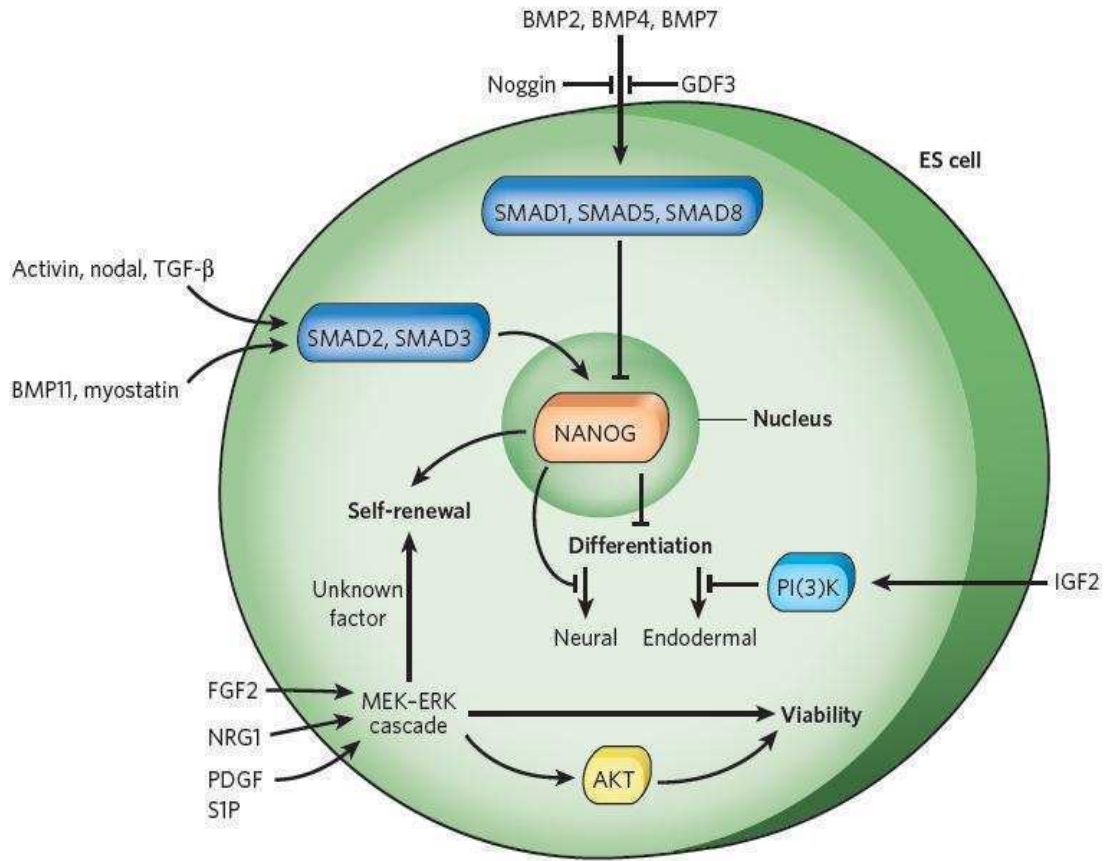 BMP2, BMP4, BMP7
Noggin
GDF3
ES cell
SMAD1, SMAD5, SMAD8
Activin, nodal, TGF-β
SMAD2, SMAD3
BMP11, myostatin
NANOG
Nucleus
Self-renewal
Differentiation
PI(3)K
IGF2
Unknown
factor
Neural
Endodermal
FGF2
MEK–ERK
cascade
Viability
NRG1
PDGF
S1P
AKT